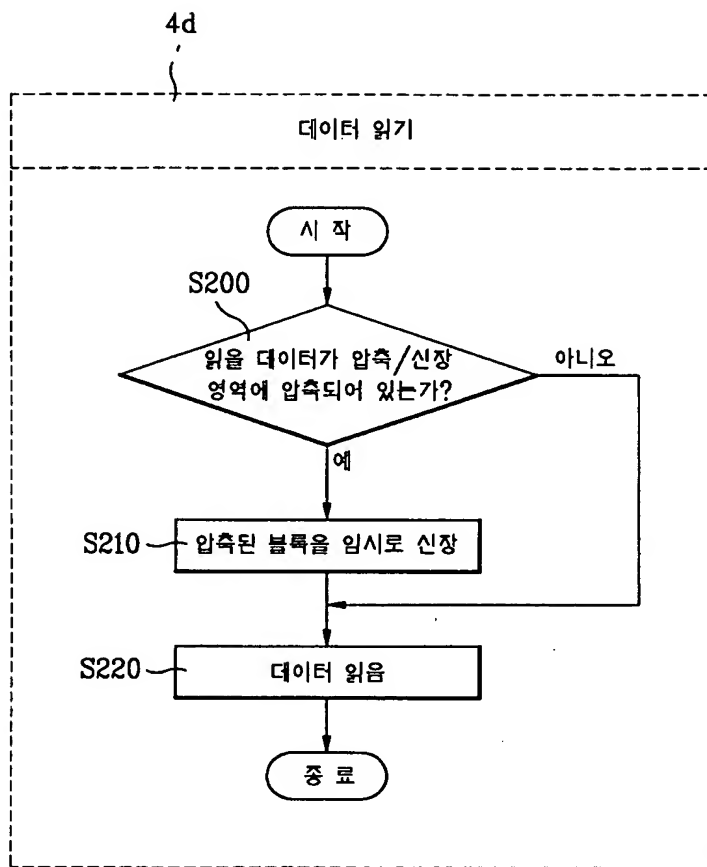 4d
데이터 읽기
시 작
S200
읽을 데이터가 압축/신장
영역에 압축되어 있는가?
아니오
예
S210
압축된 블록을 임시로 신장
S220
데이터 읽음
종 료